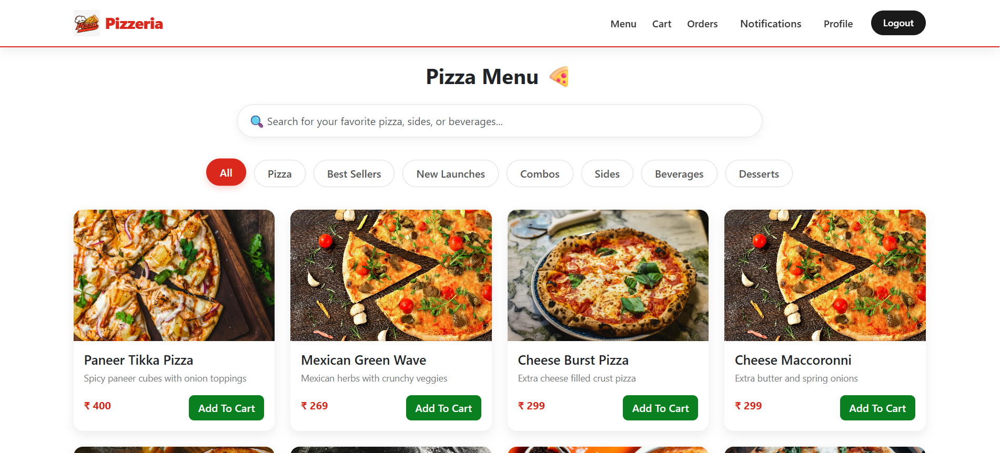 Pizza
Pizzeria
Menu
Cart
Orders
Notifications
Profile
Logout
Pizza Menu
Search for your favorite pizza, sides, or beverages...
All
Pizza
Best Sellers
New Launches
Combos
Sides
Beverages
Desserts
Paneer Tikka Pizza
Spicy paneer cubes with onion toppings
₹ 400
Add To Cart
Mexican Green Wave
Mexican herbs with crunchy veggies
₹ 269
Add To Cart
Cheese Burst Pizza
Extra cheese filled crust pizza
₹ 299
Add To Cart
Cheese Maccoronni
Extra butter and spring onions
₹ 299
Add To Cart